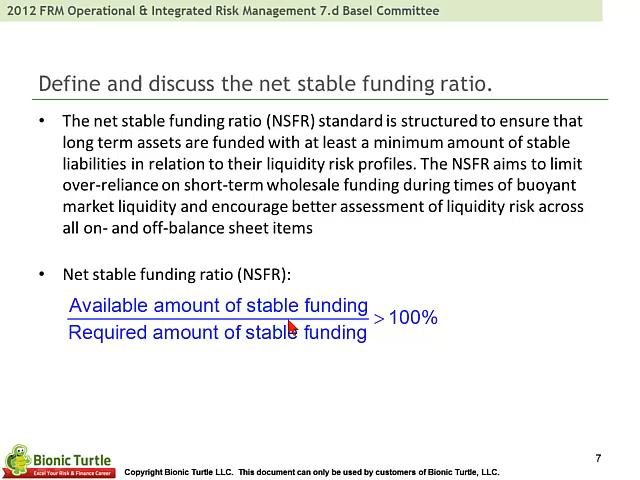 2012 FRM Operational & Integrated Risk Management 7.d Basel Committee
Define and discuss the net stable funding ratio.
• The net stable funding ratio (NSFR) standard is structured to ensure that
long term assets are funded with at least a minimum amount of stable
liabilities in relation to their liquidity risk profiles. The NSFR aims to limit
over-reliance on short-term wholesale funding during times of buoyant
market liquidity and encourage better assessment of liquidity risk across
all on- and off-balance sheet items
• Net stable funding ratio (NSFR):
Available amount of stable funding
Required amount of stable funding
> 100%
7
Bionic Turtle
Excel Your Risk & Finance Career
Copyright Bionic Turtle LLC. This document can only be used by customers of Bionic Turtle, LLC.